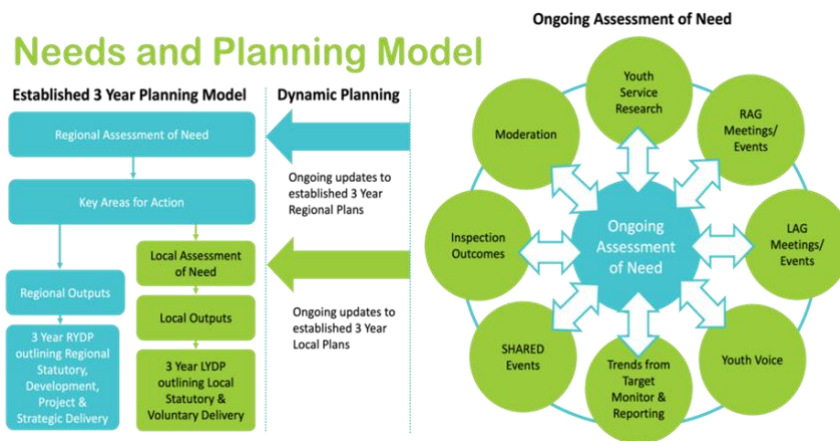 Needs and Planning Model
Established 3 Year Planning Model
Regional Assessment of Need
Key Areas for Action
Regional Outputs
3 Year RYDP
outlining Regional
Statutory,
Development,
Project &
Strategic Delivery
Local Assessment
of Need
Local Outputs
3 Year LYDP
outlining Local
Statutory &
Voluntary Delivery
Dynamic Planning
Ongoing updates to
established 3 Year
Regional Plans
Ongoing updates to
established 3 Year
Local Plans
Ongoing Assessment of Need
Youth
Service
Research
RAG
Meetings/
Events
LAG
Meetings/
Events
Youth Voice
Trends from
Target
Monitor &
Reporting
SHARED
Events
Inspection
Outcomes
Moderation
Ongoing
Assessment
of Need